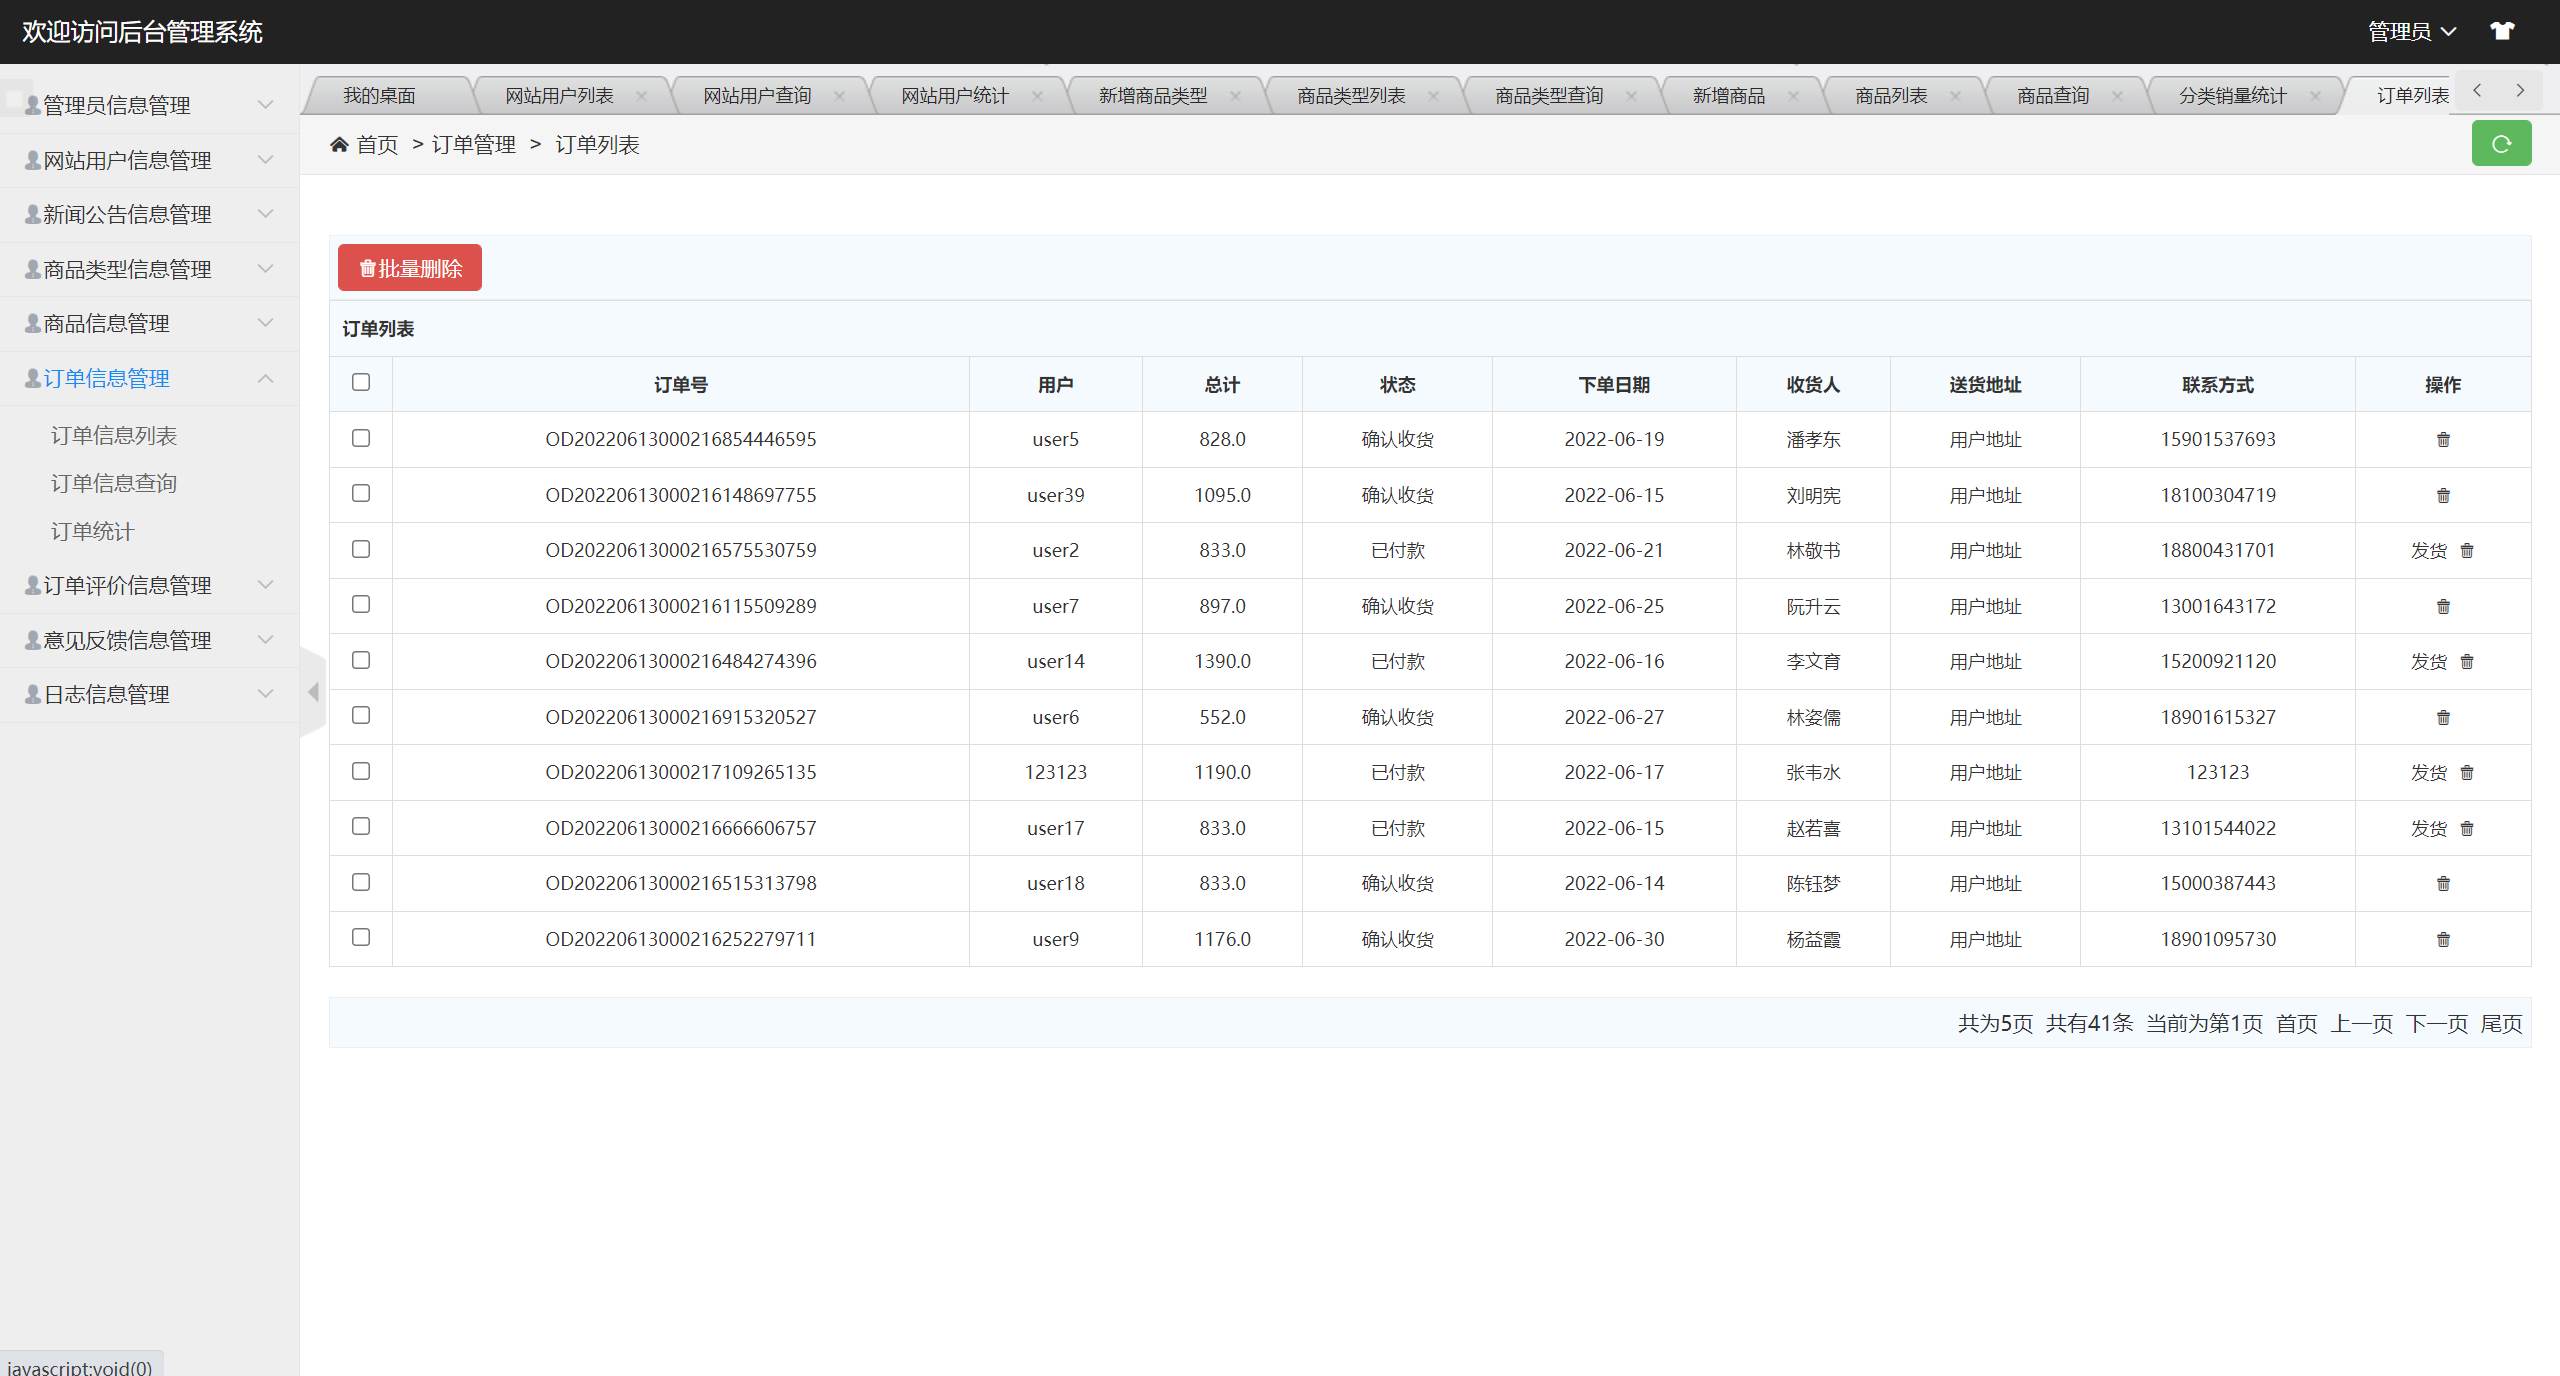 欢迎访问后台管理系统
管理员
管理员信息管理
网站用户信息管理
新闻公告信息管理
商品类型信息管理
商品信息管理
订单信息管理
订单信息列表
订单信息查询
订单统计
订单评价信息管理
意见反馈信息管理
日志信息管理
我的桌面 网站用户列表 网站用户查询 网站用户统计 新增商品类型 商品类型列表 商品类型查询 新增商品 商品列表 商品查询 分类销量统计 订单列表
首页 > 订单管理 > 订单列表
批量删除
订单列表
订单号 用户 总计 状态 下单日期 收货人 送货地址 联系方式 操作
OD20220613000216854446595 user5 828.0 确认收货 2022-06-19 潘孝东 用户地址 15901537693
OD20220613000216148697755 user39 1095.0 确认收货 2022-06-15 刘明宪 用户地址 18100304719
OD20220613000216575530759 user2 833.0 已付款 2022-06-21 林敬书 用户地址 18800431701 发货
OD20220613000216115509289 user7 897.0 确认收货 2022-06-25 阮升云 用户地址 13001643172
OD20220613000216484274396 user14 1390.0 已付款 2022-06-16 李文育 用户地址 15200921120 发货
OD20220613000216915320527 user6 552.0 确认收货 2022-06-27 林姿儒 用户地址 18901615327
OD20220613000217109265135 123123 1190.0 已付款 2022-06-17 张韦水 用户地址 123123 发货
OD20220613000216666606757 user17 833.0 已付款 2022-06-15 赵若喜 用户地址 13101544022 发货
OD20220613000216515313798 user18 833.0 确认收货 2022-06-14 陈钰梦 用户地址 15000387443
OD20220613000216252279711 user9 1176.0 确认收货 2022-06-30 杨益霞 用户地址 18901095730
共为5页 共有41条 当前为第1页 首页 上一页 下一页 尾页
javascript:void(0)